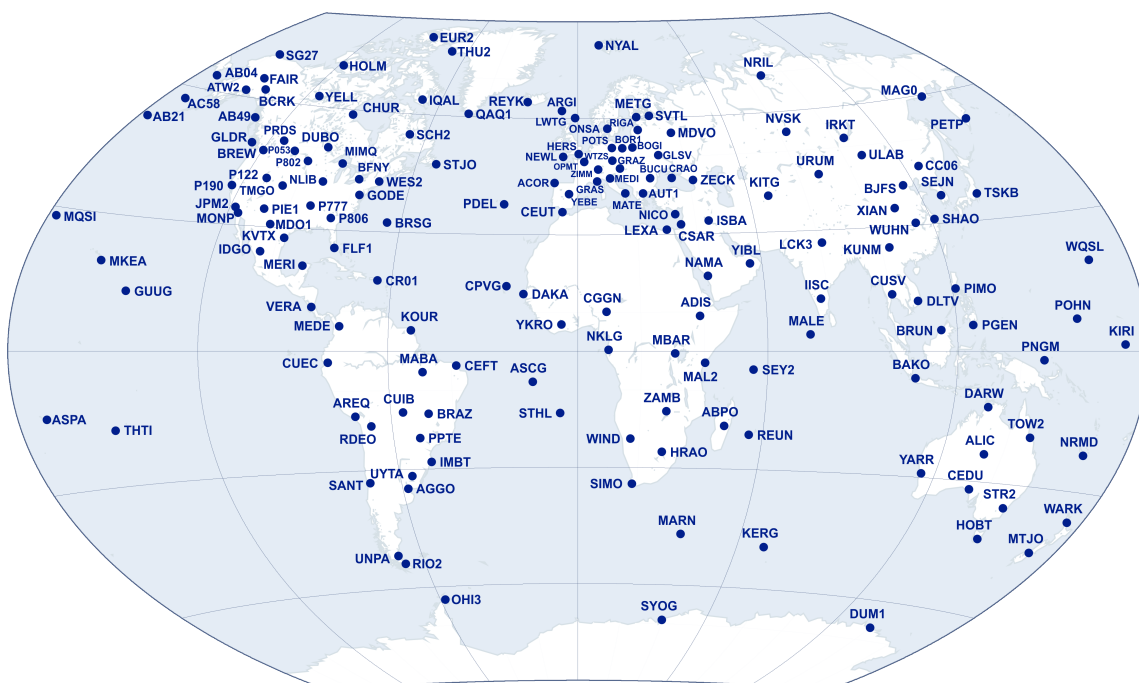 EUR2
THU2
NYAL
SG27
HOLM
NRIL
AB04
FAIR
ATW2
BCRK
YELL
IQAL
REYK
ARGI
METG
MAG0
AC58
CHUR
QAQ1
LWTG
ONSA
RIGA
SVTL
AB21
AB49
PRDS
DUBO
SCH2
POTS
BOR1
MDVO
NVSK
IRKT
PETP
GLDR
BREW
P053
P802
MIMQ
STJO
HERS
NEWL
WTZS
OPMT
BOGI
GLSV
ULAB
P122
P190
TMGO
NLIB
BFNY
WES2
GODE
ACOR
ZIMM
GRAZ
BUCU
CRAO
ZECK
URUM
CC06
JPM2
MONP
PIE1
P777
P806
PDEL
CEUT
GRAS
YEBE
MEDI
MATE
AUT1
KITG
BJFS
SEJN
TSKB
MQSI
MDO1
KVTX
IDGO
BRSG
NICO
LEXA
CSAR
ISBA
XIAN
WUHN
SHAO
MKEA
MERI
FLF1
NAMA
YIBL
LCK3
KUNM
WQSL
GUUG
CR01
CPVG
DAKA
CGGN
ADIS
IISC
CUSV
DLTV
PIMO
VERA
MEDE
KOUR
YKRO
NKLG
MBAR
MALE
BRUN
PGEN
POHN
KIRI
CUEC
MABA
CEFT
ASCG
MAL2
SEY2
BAKO
PNGM
ASPA
THTI
AREQ
CUIB
BRAZ
STHL
ZAMB
ABPO
DARW
TOW2
RDEO
PPTE
WIND
REUN
ALIC
NRMD
UYTA
IMBT
HRAO
YARR
CEDU
SANT
AGGO
SIMO
STR2
WARK
MARN
KERG
HOBT
MTJO
UNPA
RIO2
OHI3
SYOG
DUM1